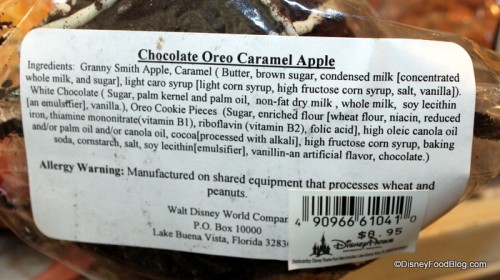 Chocolate Oreo Caramel Apple
Ingredients: Granny Smith Apple, Caramel ( Butter, brown sugar, condensed milk [concentrated
whole milk, and sugar], light caro syrup [light corn syrup, high fructose corn syrup, salt, vanilla]).
White Chocolate ( Sugar, palm kernel and palm oil, non-fat dry milk , whole milk, soy lecithin
[an emulsifier], vanilla.), Oreo Cookie Pieces (Sugar, enriched flour [wheat flour, niacin, reduced
iron, thiamine mononitrate(vitamin B1), riboflavin (vitamin B2), folic acid], high oleic canola oil
and/or palm oil and/or canola oil, cocoa[processed with alkali], high fructose corn syrup, baking
soda, cornstarch, salt, soy lecithin[emulsifier], vanillin-an artificial flavor, chocolate.)
Allergy Warning: Manufactured on shared equipment that processes wheat and
peanuts.
Walt Disney World Compan
P.O. Box 10000
Lake Buena Vista, Florida 3283
4 90966 61041 0
$8.95
Disney Parks
©DisneyFoodBlog.com